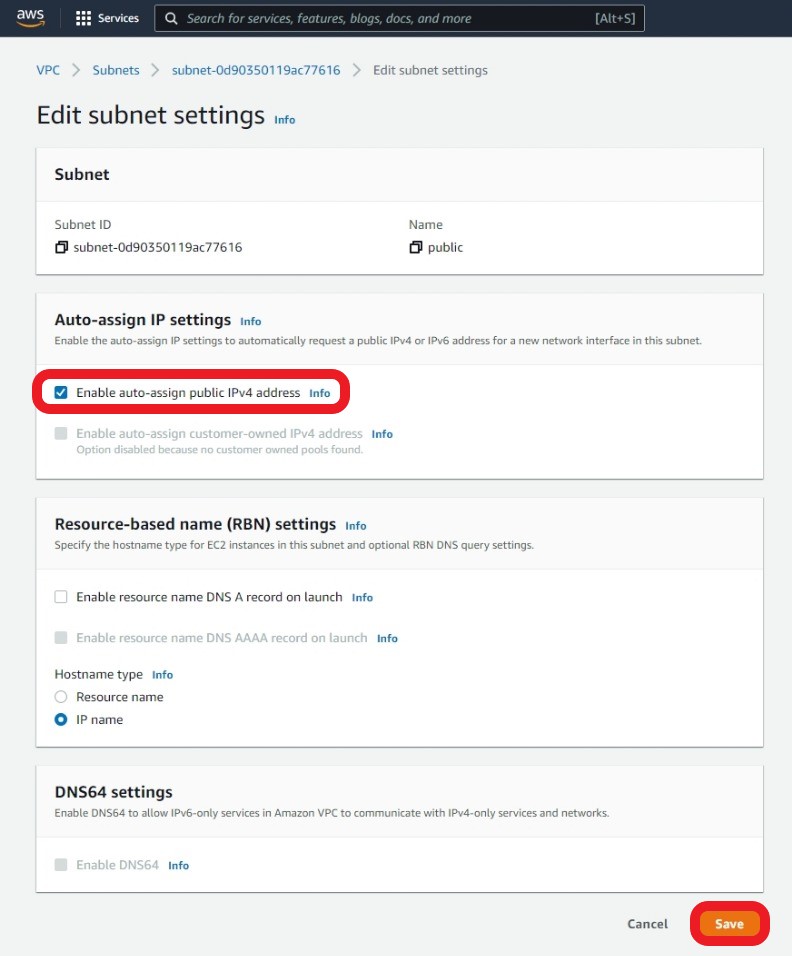 aws Services Search for services, features, blogs, docs, and more [Alt+S]
VPC Subnets subnet-0d90350119ac77616 Edit subnet settings
Edit subnet settings Info
Subnet
Subnet ID Name
subnet-0d90350119ac77616 public
Auto-assign IP settings Info
Enable the auto-assign IP settings to automatically request a public IPv4 or IPv6 address for a new network interface in this subnet.
Enable auto-assign public IPv4 address Info
Enable auto-assign customer-owned IPv4 address Info
Option disabled because no customer owned pools found.
Resource-based name (RBN) settings Info
Specify the hostname type for EC2 instances in this subnet and optional RBN DNS query settings.
Enable resource name DNS A record on launch Info
Enable resource name DNS AAAA record on launch Info
Hostname type Info
Resource name
IP name
DNS64 settings
Enable DNS64 to allow IPv6-only services in Amazon VPC to communicate with IPv4-only services and networks.
Enable DNS64 Info
Cancel Save